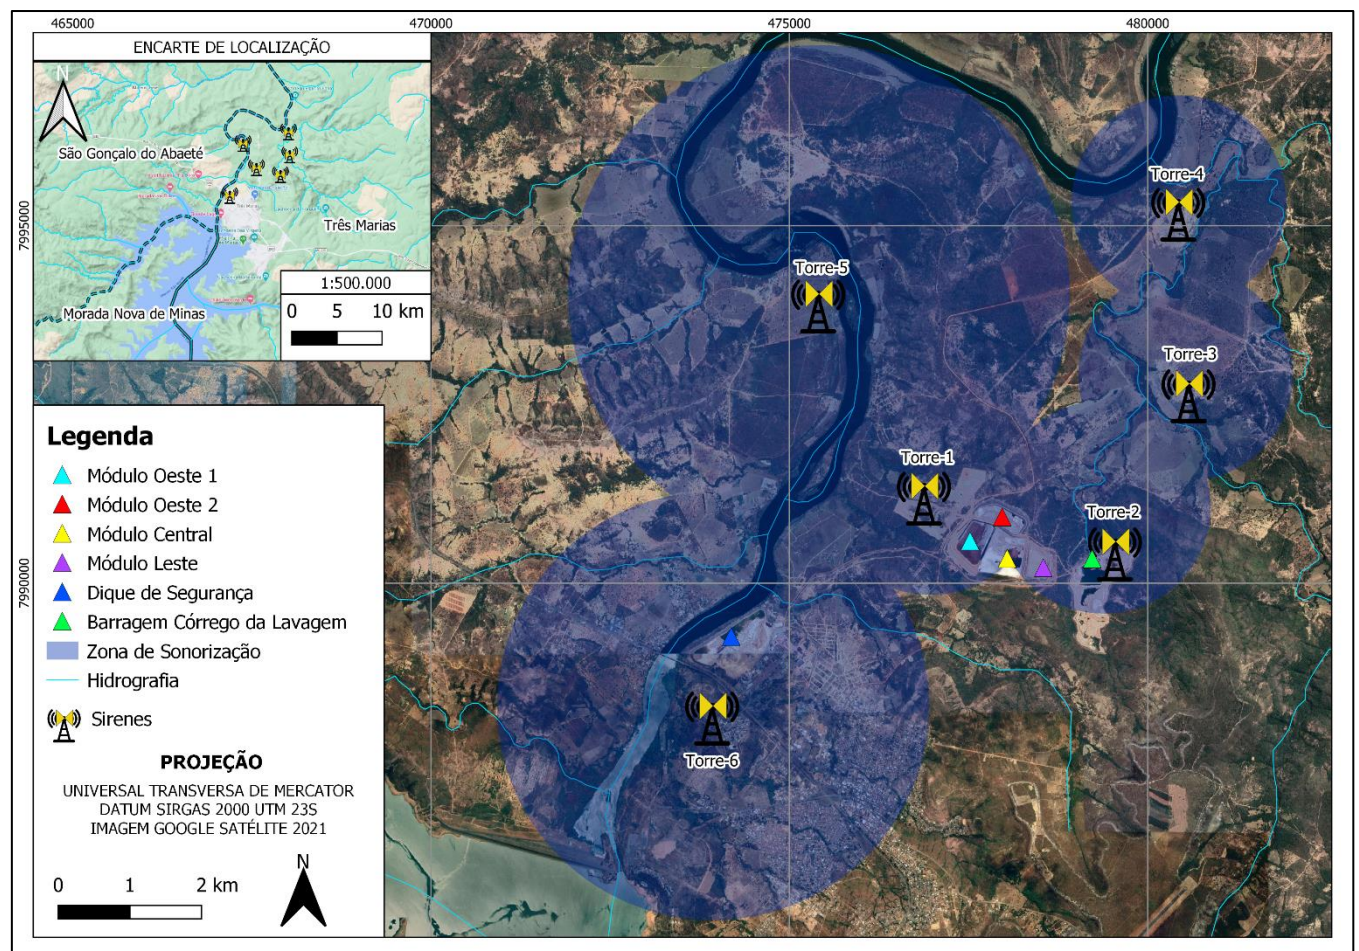 465000
470000
475000
480000
ENCARTE DE LOCALIZAÇÃO
N
São Gonçalo do Abaeté
Três Marias
Morada Nova de Minas
1:500.000
0 5 10 km
7995000
7990000
Legenda
Módulo Oeste 1
Módulo Oeste 2
Módulo Central
Módulo Leste
Dique de Segurança
Barragem Córrego da Lavagem
Zona de Sonorização
Hidrografia
Sirenes
PROJEÇÃO
UNIVERSAL TRANSVERSA DE MERCATOR
DATUM SIRGAS 2000 UTM 23S
IMAGEM GOOGLE SATÉLITE 2021
N
0 1 2 km
Torre-4
Torre-5
Torre-3
Torre-1
Torre-2
Torre-6